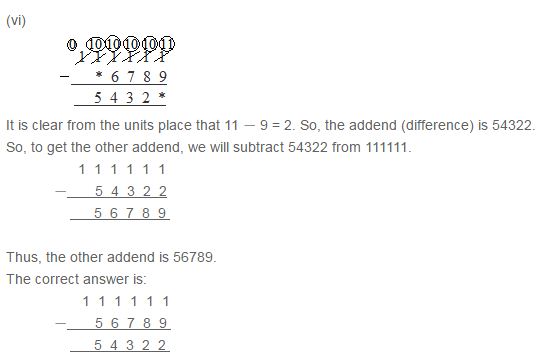 (vi)
0 10 10 10 10 11
1 1 1 1 1 1
− * 6 7 8 9
5 4 3 2 *
It is clear from the units place that 11 − 9 = 2. So, the addend (difference) is 54322.
So, to get the other addend, we will subtract 54322 from 111111.
1 1 1 1 1 1
− 5 4 3 2 2
5 6 7 8 9
Thus, the other addend is 56789.
The correct answer is:
1 1 1 1 1 1
− 5 6 7 8 9
5 4 3 2 2